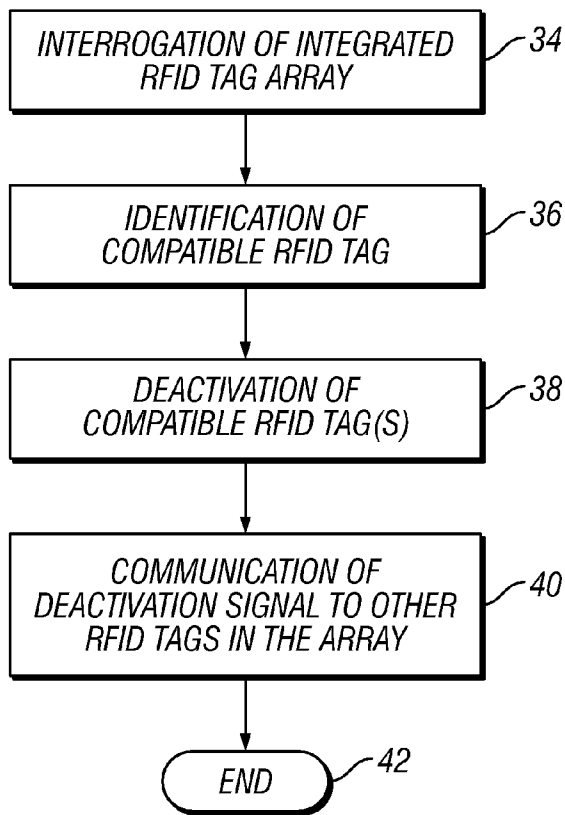 INTERROGATION OF INTEGRATED
RFID TAG ARRAY
34
IDENTIFICATION OF
COMPATIBLE RFID TAG
36
DEACTIVATION OF
COMPATIBLE RFID TAG(S)
38
COMMUNICATION OF
DEACTIVATION SIGNAL TO OTHER
RFID TAGS IN THE ARRAY
40
END
42